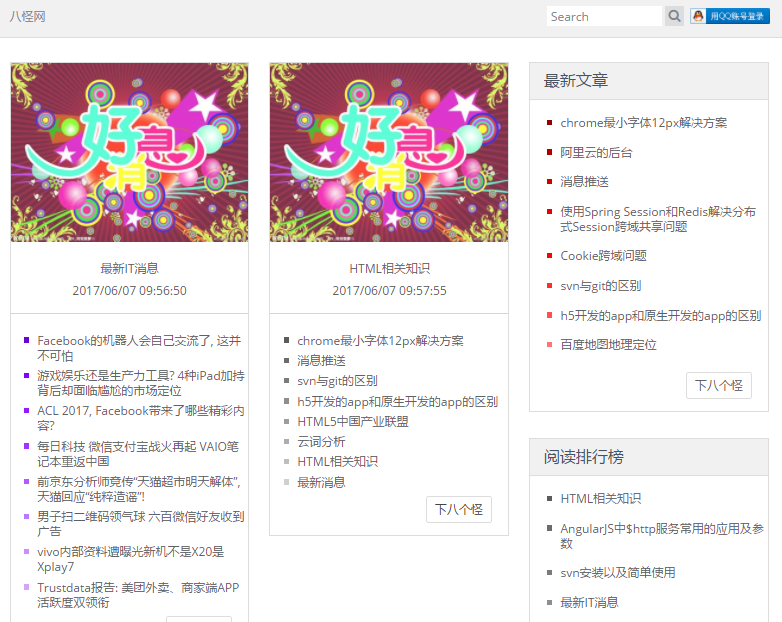 八怪网
Search
用QQ账号登录
好消息
最新IT消息
2017/06/07 09:56:50
Facebook的机器人会自己交流了, 这并
不可怕
游戏娱乐还是生产力工具? 4种iPad加持
背后却面临尴尬的市场定位
ACL 2017, Facebook带来了哪些精彩内
容?
每日科技 微信支付宝战火再起 VAIO笔
记本重返中国
前京东分析师竞传“天猫超市明天解体”,
天猫回应“纯粹造谣”!
男子扫二维码领气球 六百微信好友收到
广告
vivo内部资料遭曝光新机不是X20是
Xplay7
Trustdata报告: 美团外卖、商家端APP
活跃度双领衔
好消息
HTML相关知识
2017/06/07 09:57:55
chrome最小字体12px解决方案
消息推送
svn与git的区别
h5开发的app和原生开发的app的区别
HTML5中国产业联盟
云词分析
HTML相关知识
最新消息
下八个怪
最新文章
chrome最小字体12px解决方案
阿里云的后台
消息推送
使用Spring Session和Redis解决分布
式Session跨域共享问题
Cookie跨域问题
svn与git的区别
h5开发的app和原生开发的app的区别
百度地图地理定位
下八个怪
阅读排行榜
HTML相关知识
AngularJS中$http服务常用的应用及参
数
svn安装以及简单使用
最新IT消息